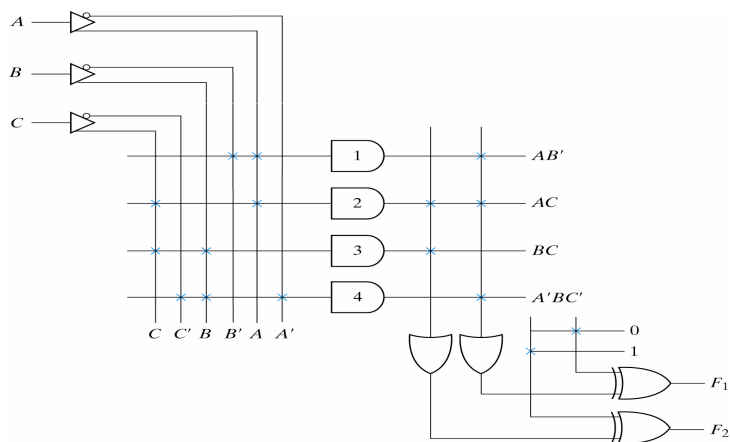 A
B
C
1 AB′
2 AC
3 BC
4 A′BC′
C C′ B B′ A A′
0
1
F₁
F₂